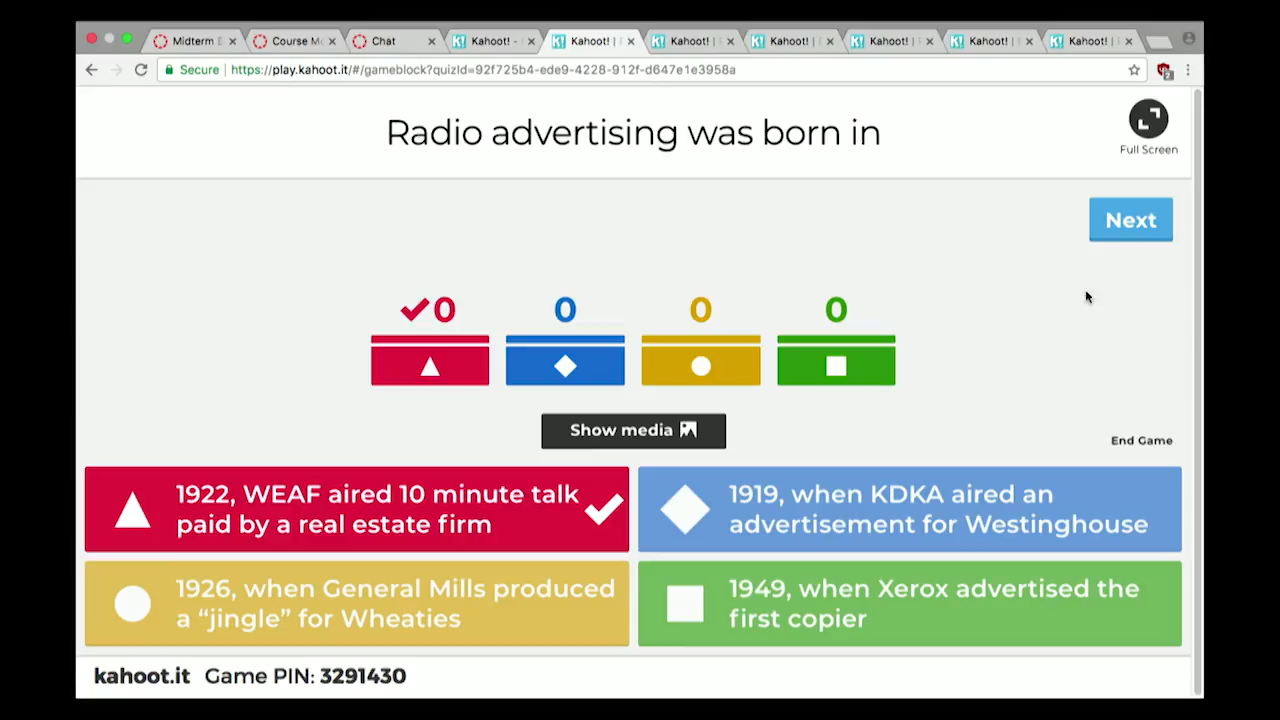 Midterm E
Course Mo
Chat
Kahoot! -
Kahoot! |
Kahoot! |
Kahoot! |
Kahoot! |
Kahoot! |
Kahoot! |
Secure
https://play.kahoot.it/#/gameblock?quizId=92f725b4-ede9-4228-912f-d647e1e3958a
2
Radio advertising was born in
Full Screen
Next
0
0
0
0
Show media
End Game
1922, WEAF aired 10 minute talk
paid by a real estate firm
1919, when KDKA aired an
advertisement for Westinghouse
1926, when General Mills produced
a “jingle” for Wheaties
1949, when Xerox advertised the
first copier
kahoot.it Game PIN: 3291430